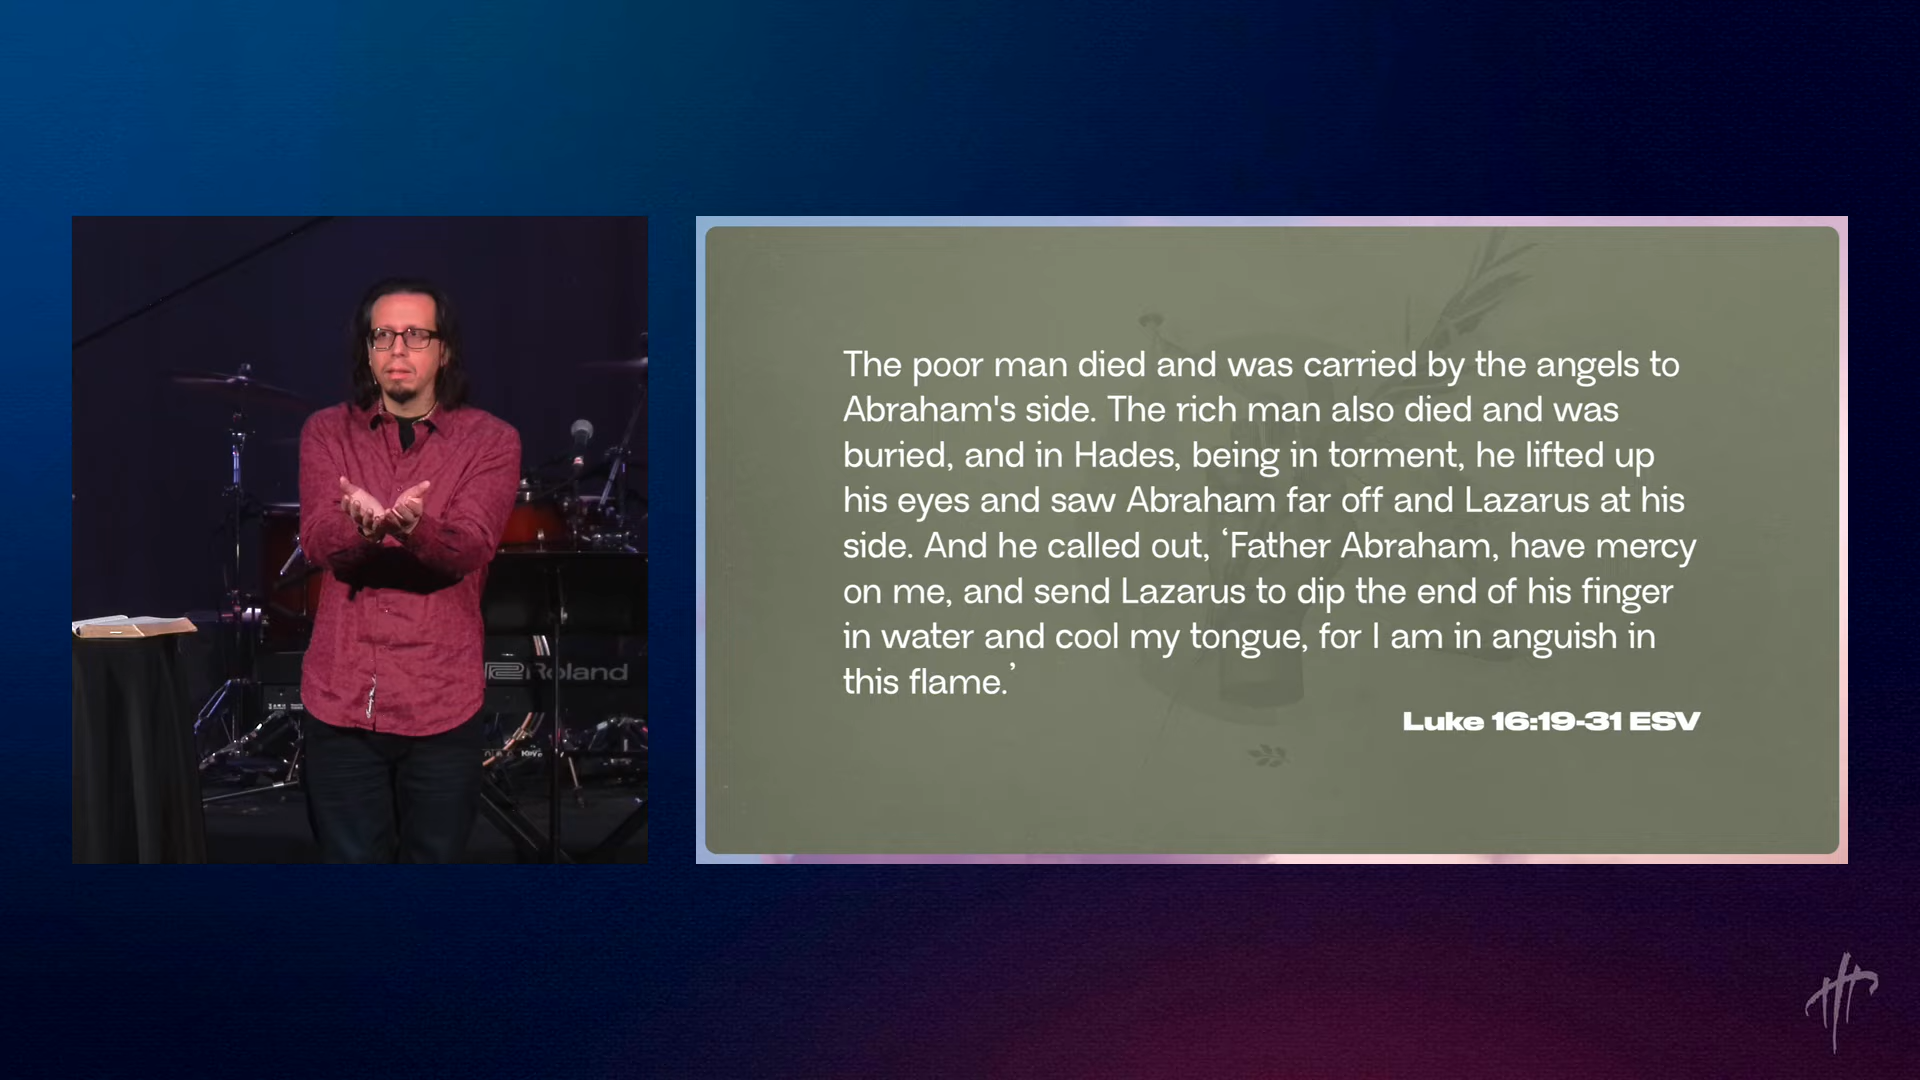 The poor man died and was carried by the angels to
Abraham's side. The rich man also died and was
buried, and in Hades, being in torment, he lifted up
his eyes and saw Abraham far off and Lazarus at his
side. And he called out, ‘Father Abraham, have mercy
on me, and send Lazarus to dip the end of his finger
in water and cool my tongue, for I am in anguish in
this flame.’
Luke 16:19-31 ESV
Roland